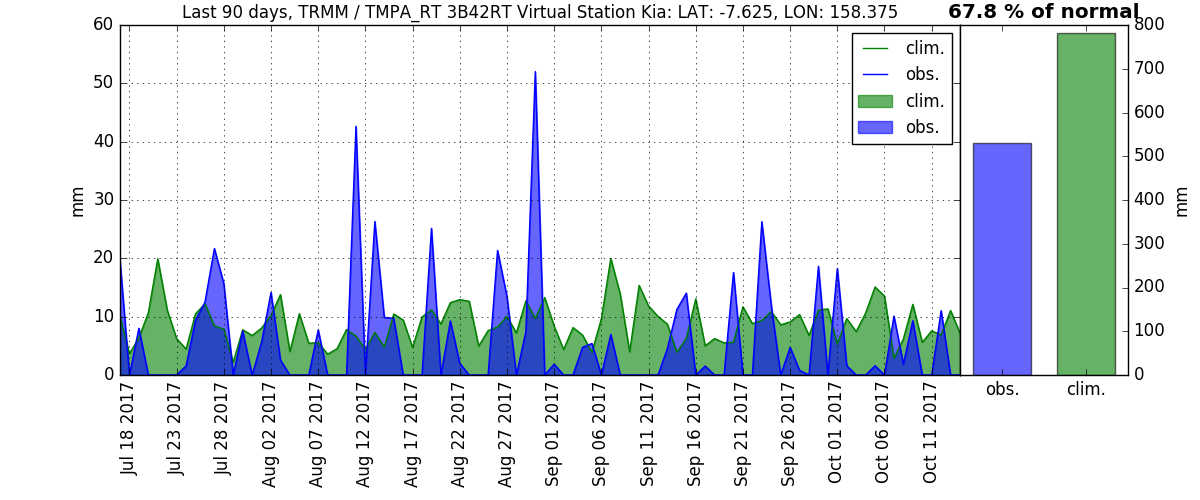 Last 90 days, TRMM / TMPA_RT 3B42RT Virtual Station Kia: LAT: -7.625, LON: 158.375
67.8 % of normal
60
50
40
30
20
10
0
mm
clim.
obs.
clim.
obs.
Jul 18 2017
Jul 23 2017
Jul 28 2017
Aug 02 2017
Aug 07 2017
Aug 12 2017
Aug 17 2017
Aug 22 2017
Aug 27 2017
Sep 01 2017
Sep 06 2017
Sep 11 2017
Sep 16 2017
Sep 21 2017
Sep 26 2017
Oct 01 2017
Oct 06 2017
Oct 11 2017
800
700
600
500
400
300
200
100
0
mm
obs.
clim.